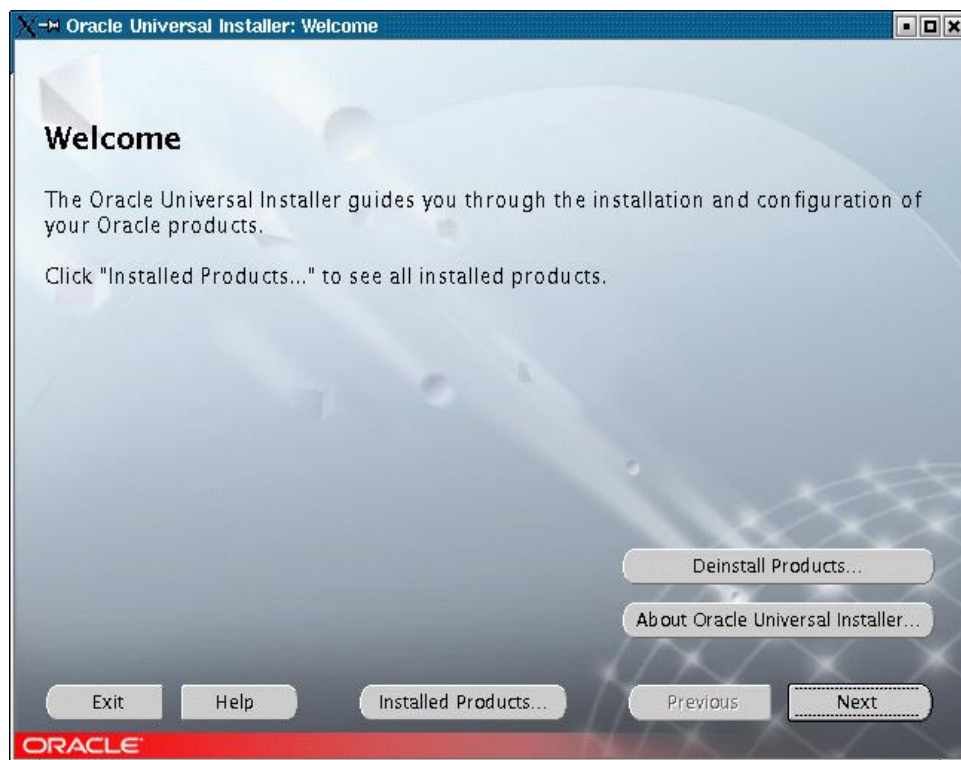 Oracle Universal Installer: Welcome
Welcome
The Oracle Universal Installer guides you through the installation and configuration of
your Oracle products.
Click "Installed Products..." to see all installed products.
Deinstall Products...
About Oracle Universal Installer...
Exit
Help
Installed Products...
Previous
Next
ORACLE